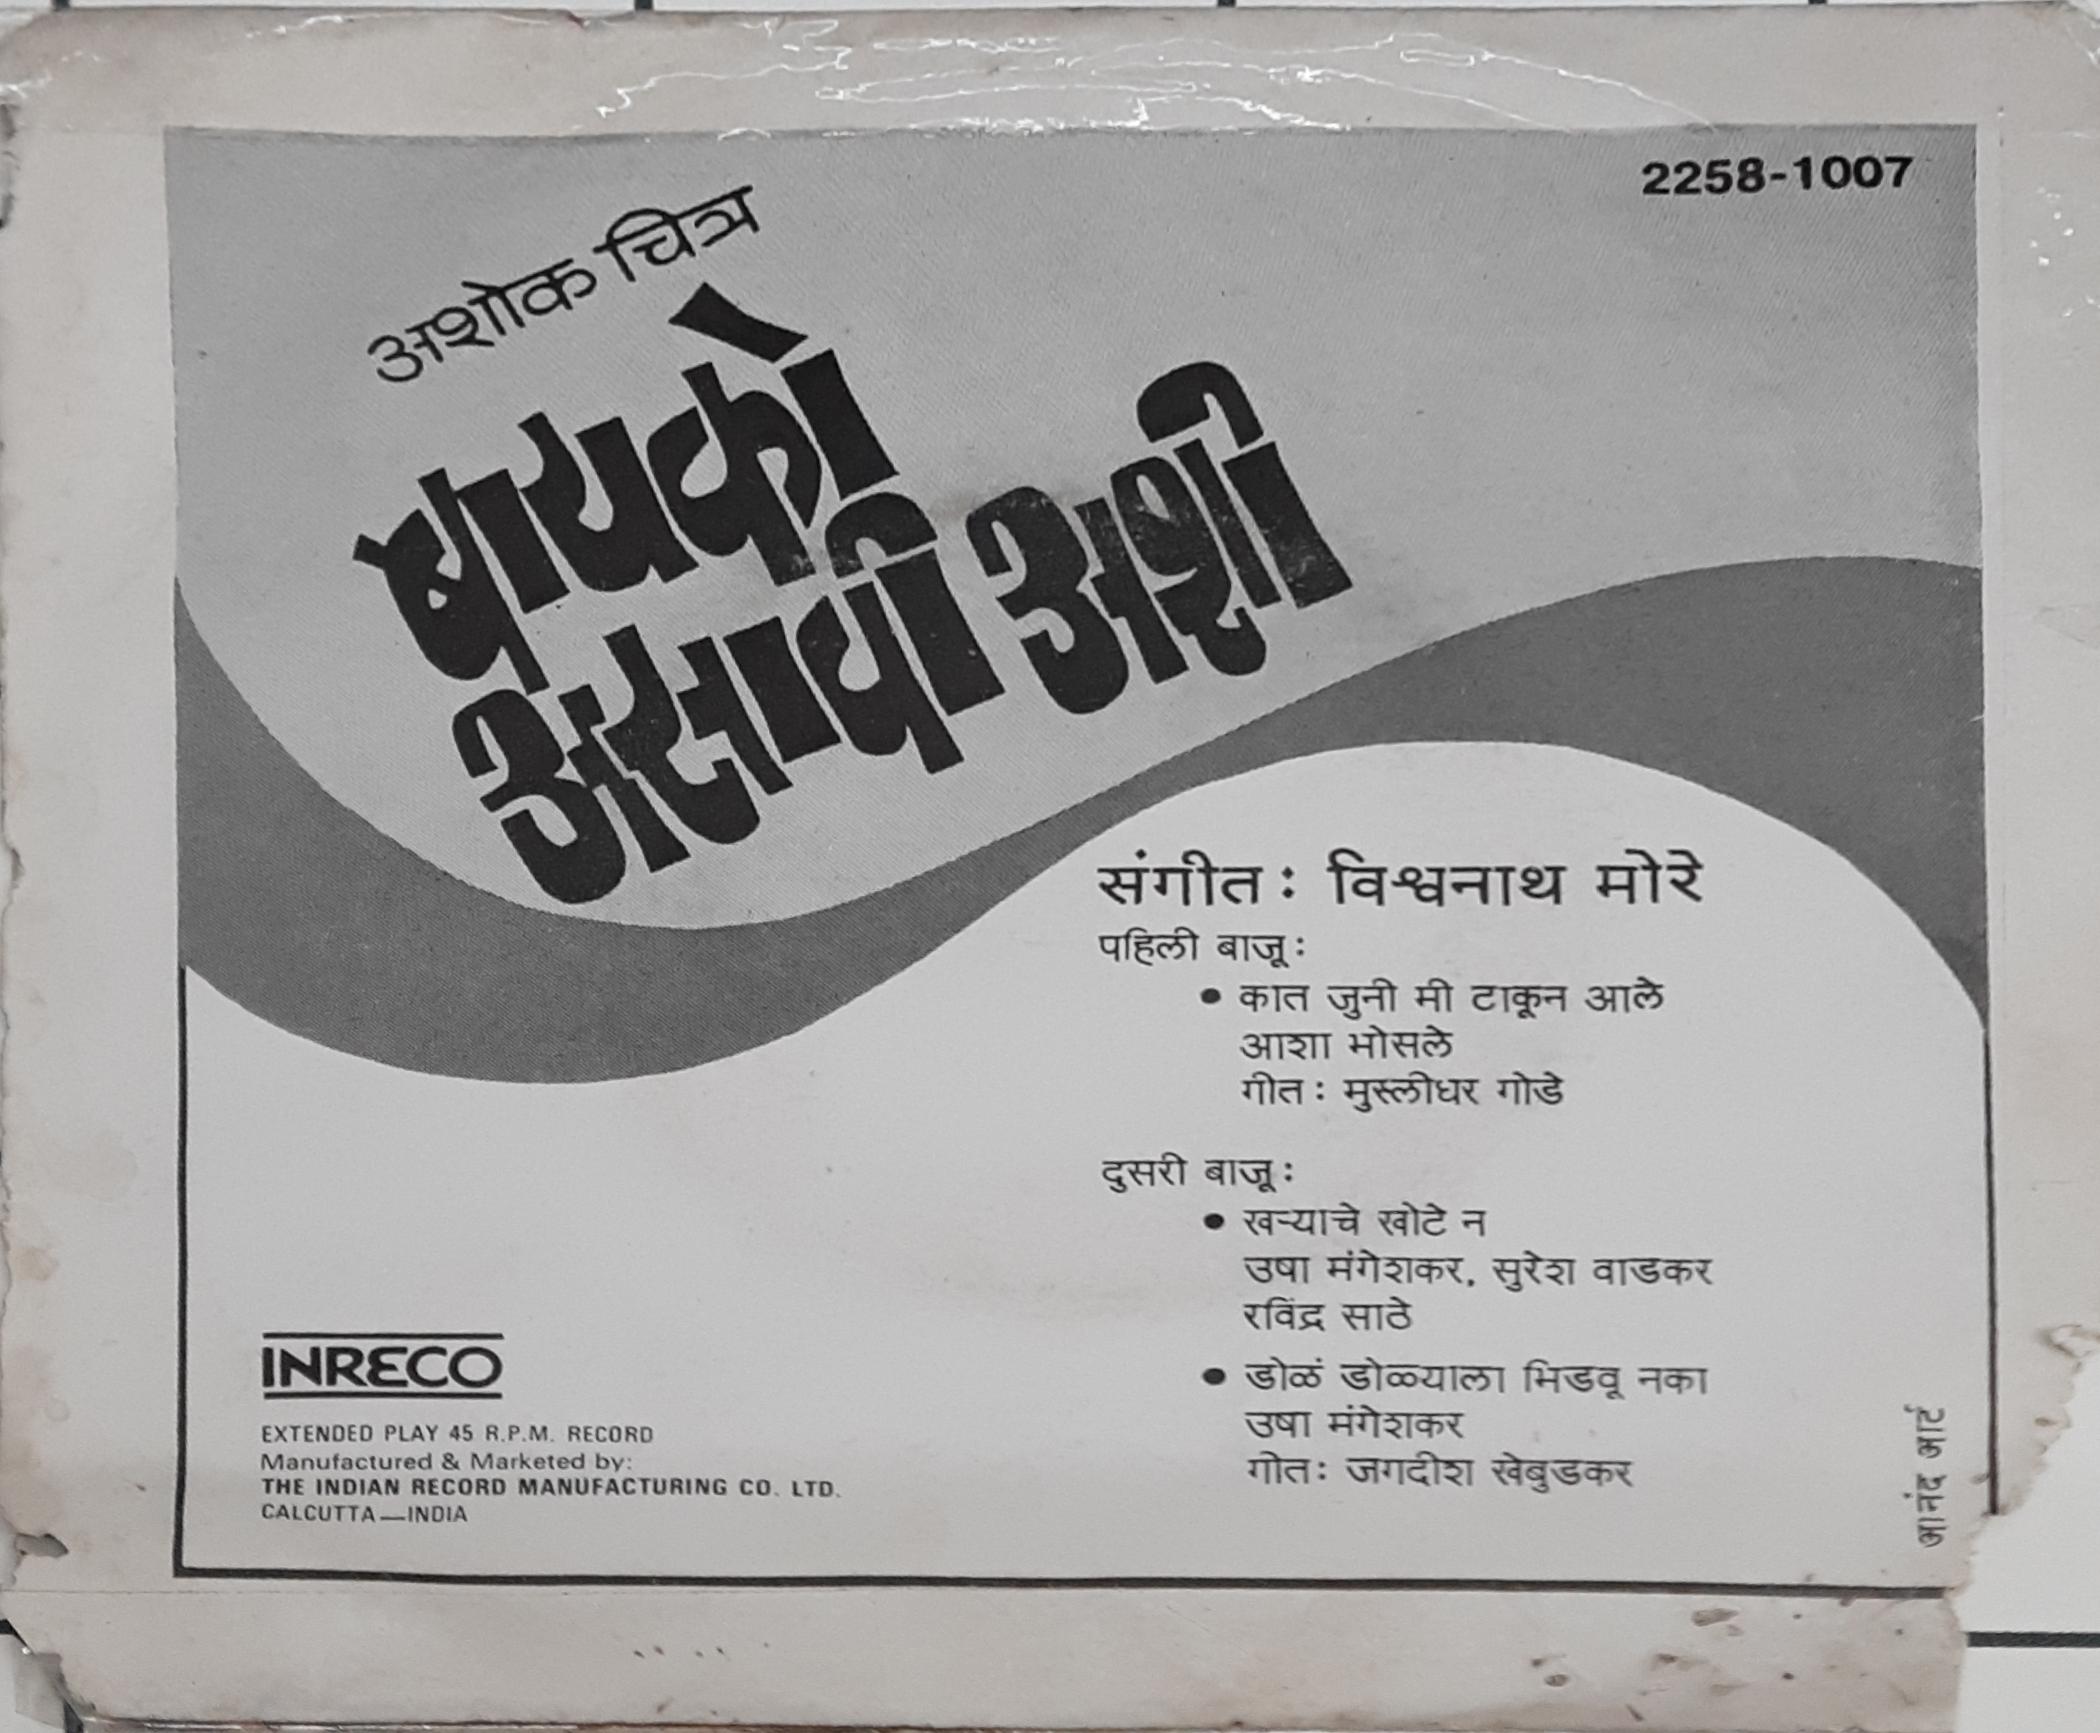 2258-1007
अशोक चित्र
बायको
असावी अशी
संगीत: विश्वनाथ मोरे
पहिली बाजू:
• कात जुनी मी टाकून आले
आशा भोसले
गीत: मुस्लीधर गोडे
दुसरी बाजू:
• खऱ्याचे खोटे न
उषा मंगेशकर, सुरेश वाडकर
रविंद्र साठे
• डोळं डोळ्याला भिडवू नका
उषा मंगेशकर
गीत: जगदीश खेबुडकर
INRECO
EXTENDED PLAY 45 R.P.M. RECORD
Manufactured & Marketed by:
THE INDIAN RECORD MANUFACTURING CO. LTD.
CALCUTTA—INDIA
आनंद आर्ट